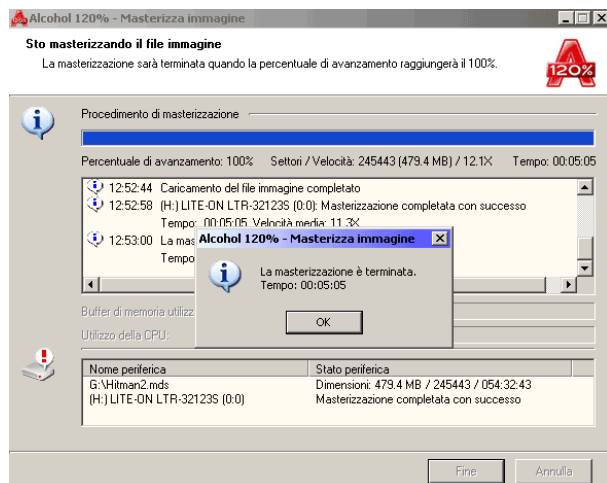 Alcohol 120% - Masterizza immagine
Sto masterizzando il file immagine
La masterizzazione sarà terminata quando la percentuale di avanzamento raggiungerà il 100%.
120%
Procedimento di masterizzazione
Percentuale di avanzamento: 100% Settori / Velocità: 245443 (479.4 MB) / 12.1X Tempo: 00:05:05
12:52:44 Caricamento del file immagine completato
12:52:58 (H:) LITE-ON LTR-32123S (0:0): Masterizzazione completata con successo
Tempo: 00:05:05 Velocità media: 11.3X
12:53:00 La mas
Tempo
Alcohol 120% - Masterizza immagine
La masterizzazione è terminata.
Tempo: 00:05:05
OK
Buffer di memoria utilizz
Utilizzo della CPU:
Nome periferica Stato periferica
G:\Hitman2.mds Dimensioni: 479.4 MB / 245443 / 054:32:43
(H:) LITE-ON LTR-32123S (0:0) Masterizzazione completata con successo
Fine Annulla